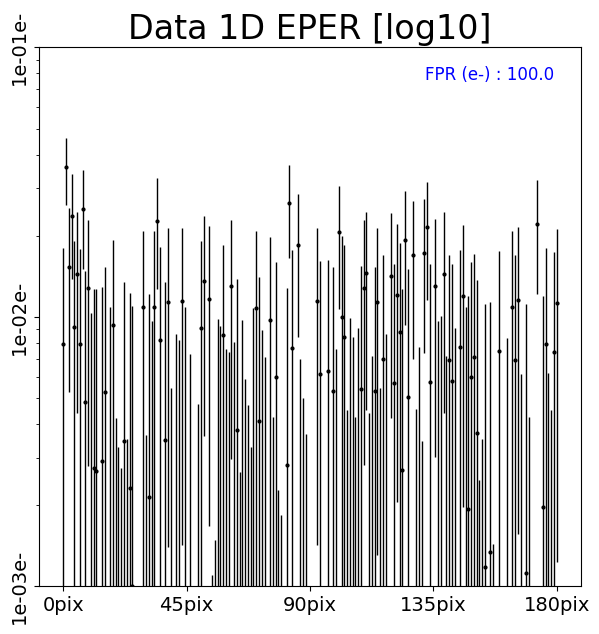 Data 1D EPER [log10]
FPR (e-) : 100.0
1e-01e-
1e-02e-
1e-03e-
0pix 45pix 90pix 135pix 180pix